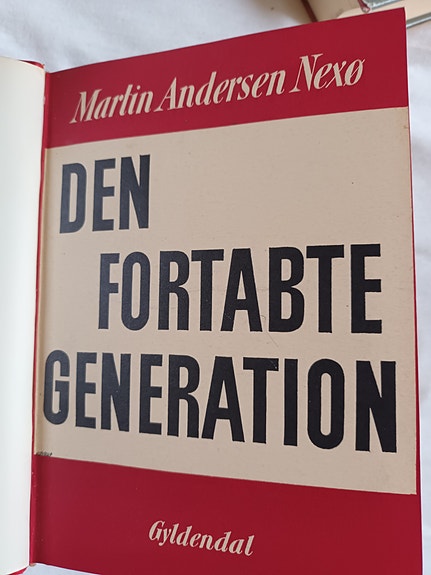 Martin Andersen Nexø
DEN
FORTABTE
GENERATION
Gyldendal